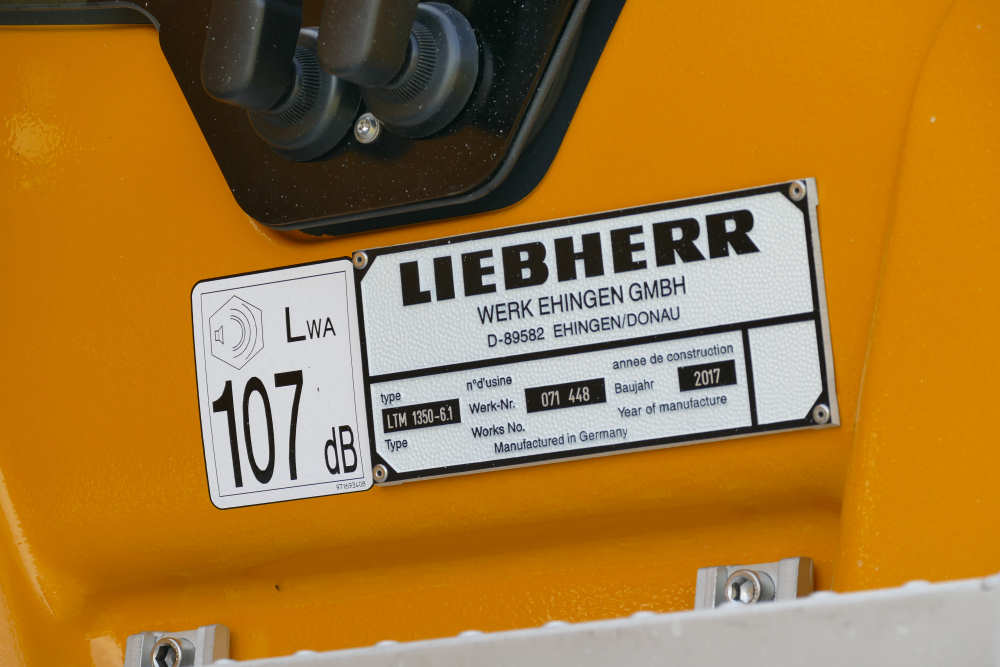 LWA
107
dB
971693408
LIEBHERR
WERK EHINGEN GMBH
D-89582 EHINGEN/DONAU
type
LTM 1350-6.1
Type
n°d'usine
Werk-Nr. 071 448
Works No.
annee de construction
Baujahr 2017
Year of manufacture
Manufactured in Germany